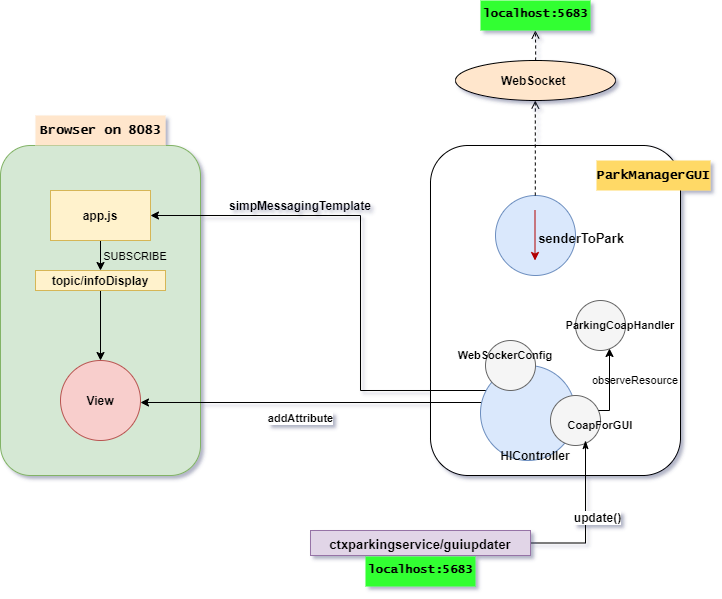 localhost:5683
WebSocket
Browser on 8083
ParkManagerGUI
app.js
simpMessagingTemplate
senderToPark
SUBSCRIBE
topic/infoDisplay
ParkingCoapHandler
WebSockerConfig
observeResource
View
addAttribute
CoapForGUI
HIController
update()
ctxparkingservice/guiupdater
localhost:5683